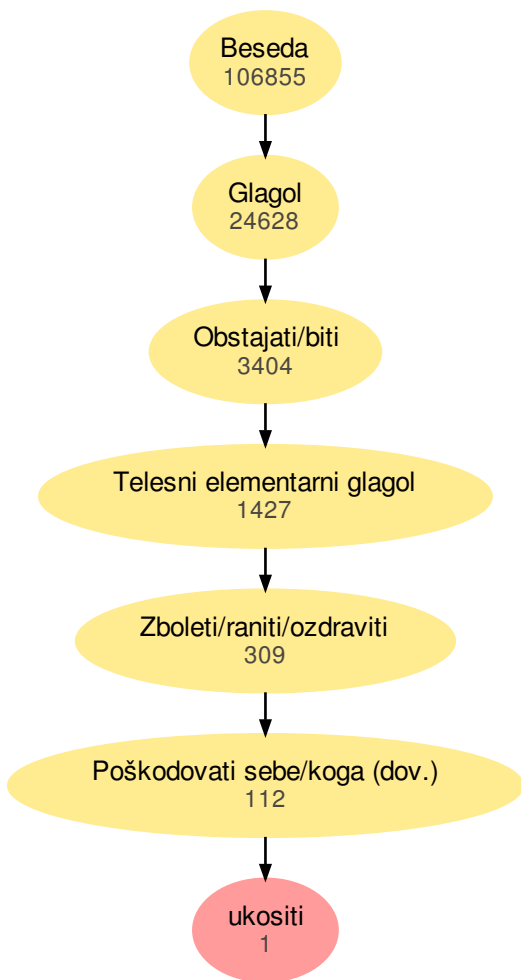 Beseda
106855
Glagol
24628
Obstajati/biti
3404
Telesni elementarni glagol
1427
Zboleti/raniti/ozdraviti
309
Poškodovati sebe/koga (dov.)
112
ukositi
1